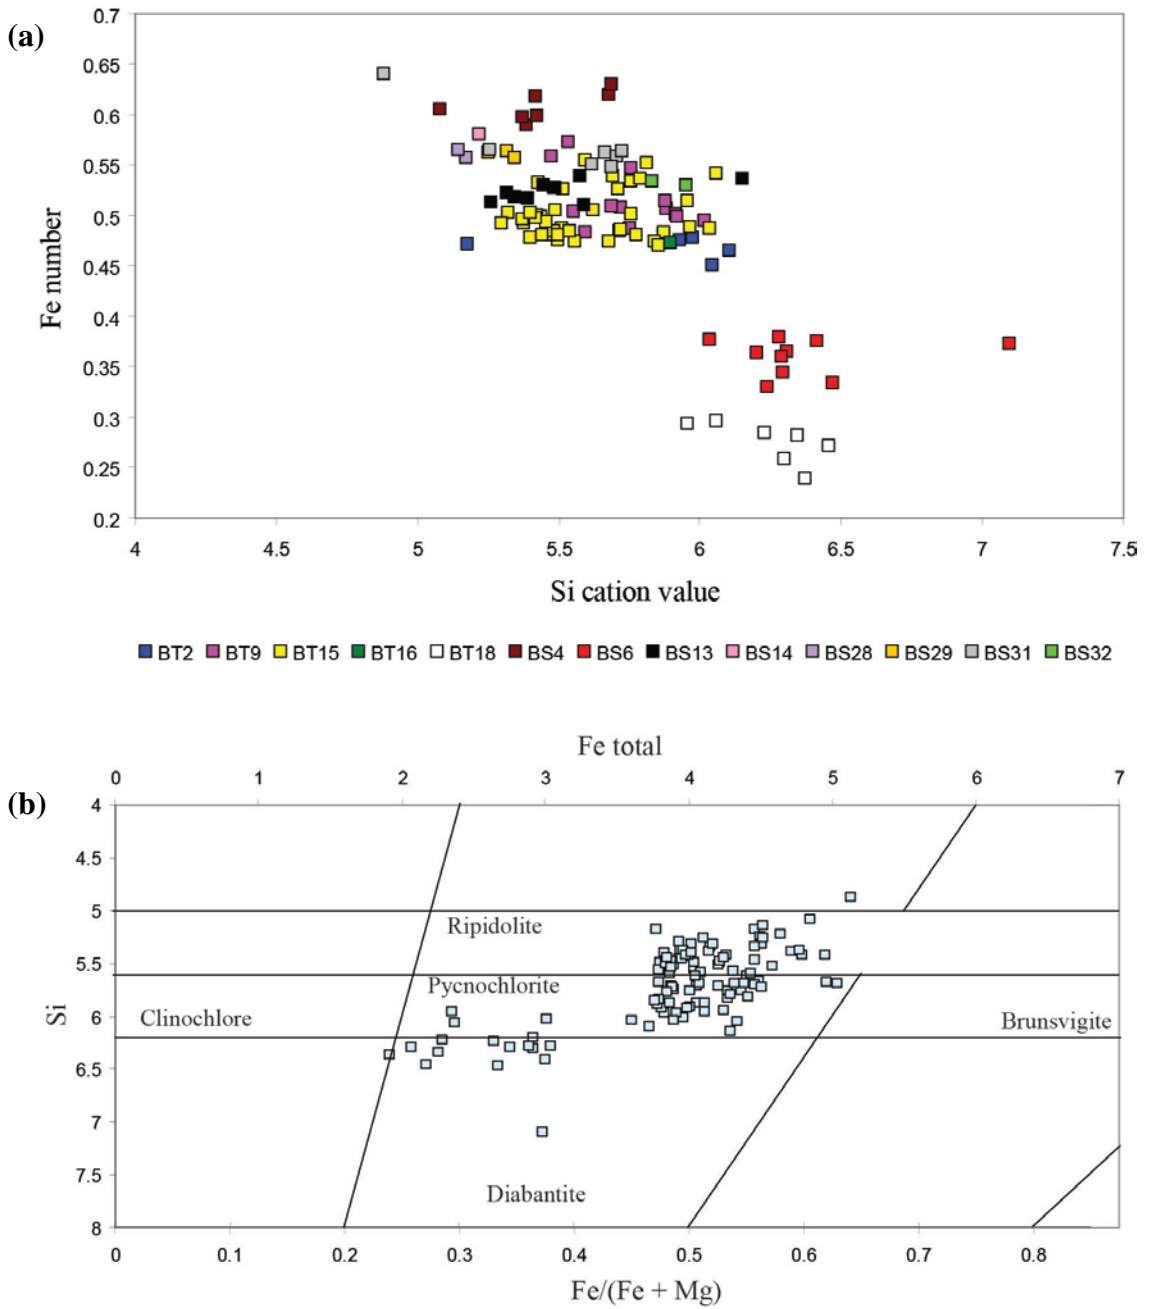 (a)
0.7
0.65
0.6
0.55
0.5
0.45
0.4
0.35
0.3
0.25
0.2
Fe number
4 4.5 5 5.5 6 6.5 7 7.5
Si cation value
BT2 BT9 BT15 BT16 BT18 BS4 BS6 BS13 BS14 BS28 BS29 BS31 BS32
(b)
Fe total
0 1 2 3 4 5 6 7
4
4.5
5
5.5
6
6.5
7
7.5
8
Si
Ripidolite
Pycnochlorite
Clinochlore
Brunsvigite
Diabantite
0 0.1 0.2 0.3 0.4 0.5 0.6 0.7 0.8
Fe/(Fe + Mg)